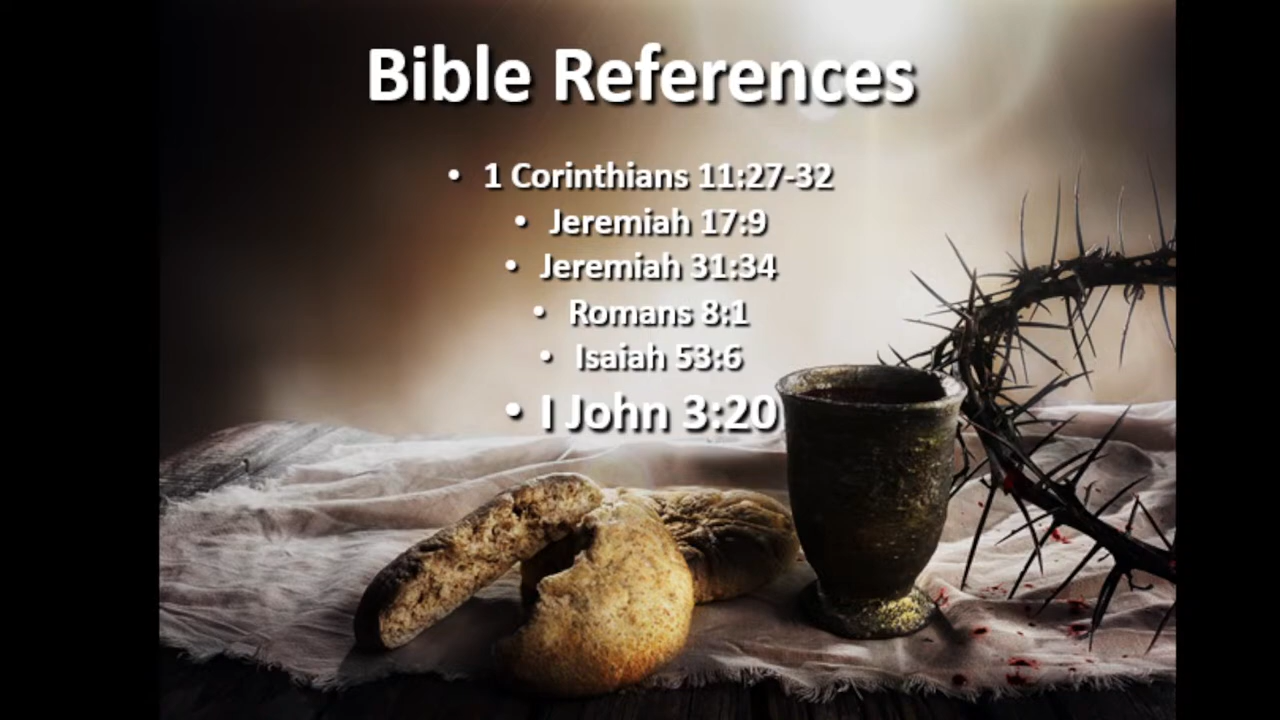 Bible References
• 1 Corinthians 11:27-32
• Jeremiah 17:9
• Jeremiah 31:34
• Romans 8:1
• Isaiah 53:6
• I John 3:20